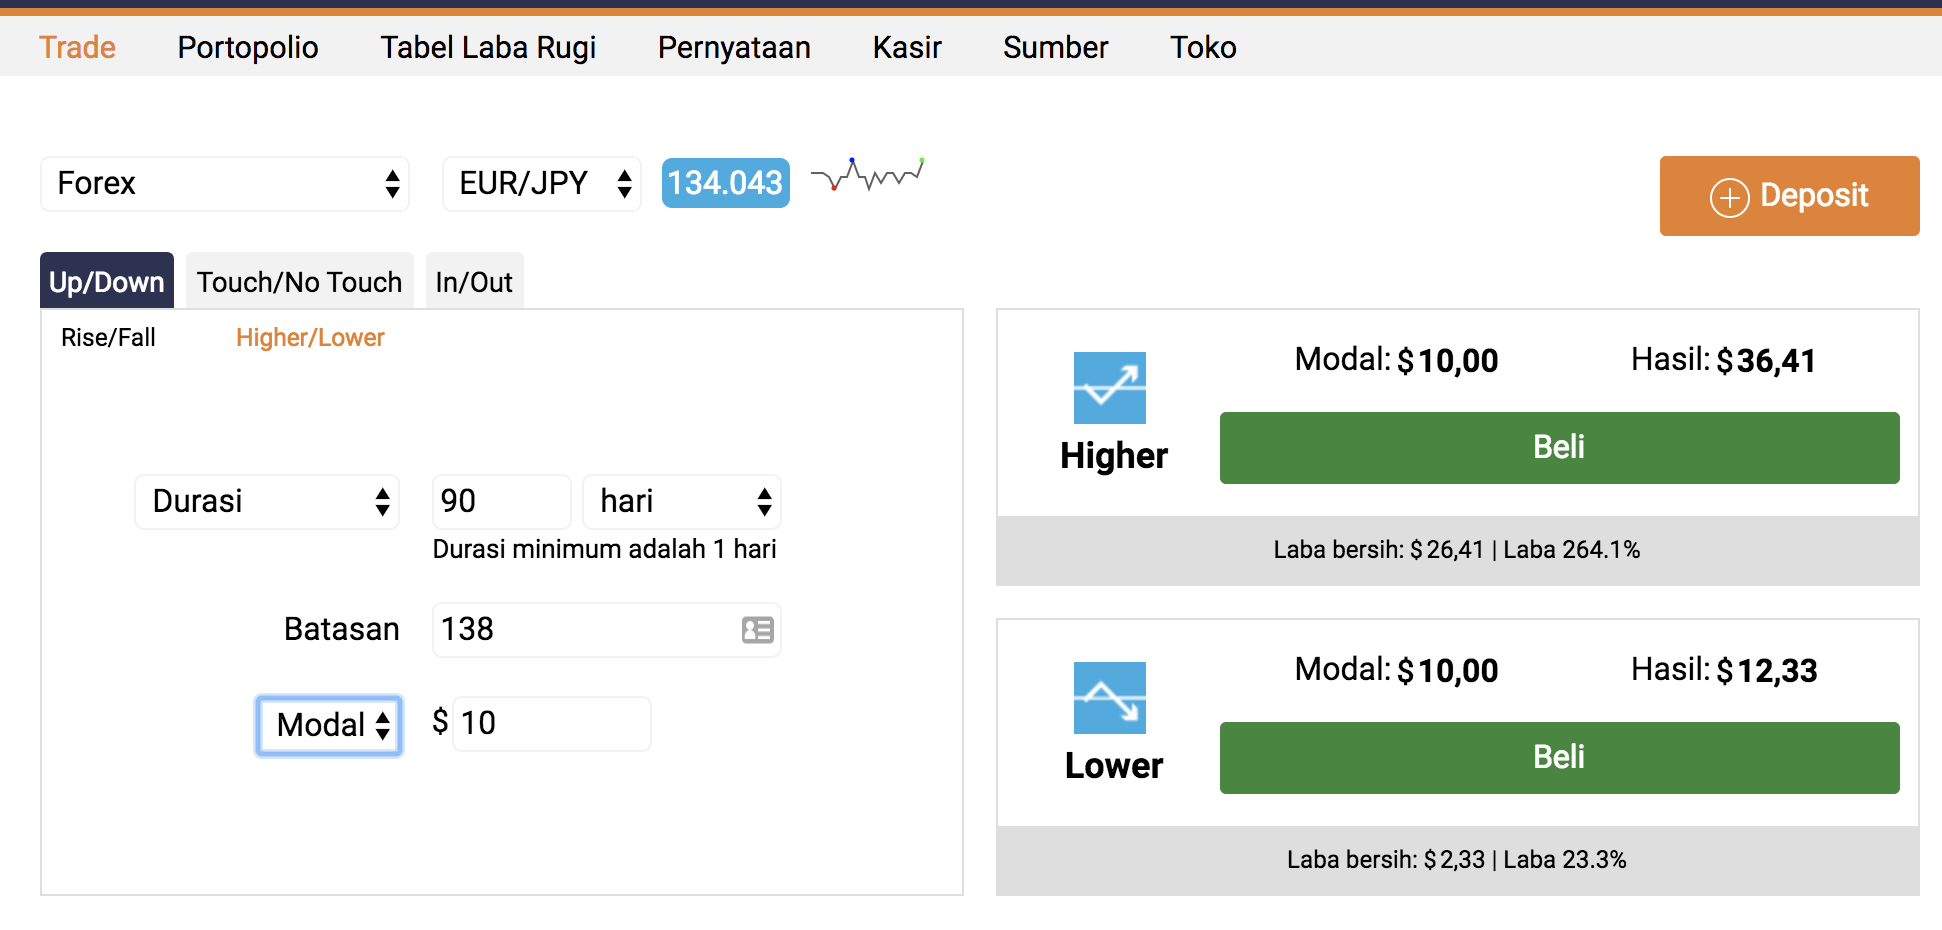 Trade Portopolio Tabel Laba Rugi Pernyataan Kasir Sumber Toko
Forex EUR/JPY 134.043
Deposit
Up/Down Touch/No Touch In/Out
Rise/Fall Higher/Lower
Durasi 90 hari
Durasi minimum adalah 1 hari
Batasan 138
Modal $ 10
Modal: $10,00 Hasil: $36,41
Higher
Beli
Laba bersih: $26,41 | Laba 264.1%
Modal: $10,00 Hasil: $12,33
Lower
Beli
Laba bersih: $2,33 | Laba 23.3%